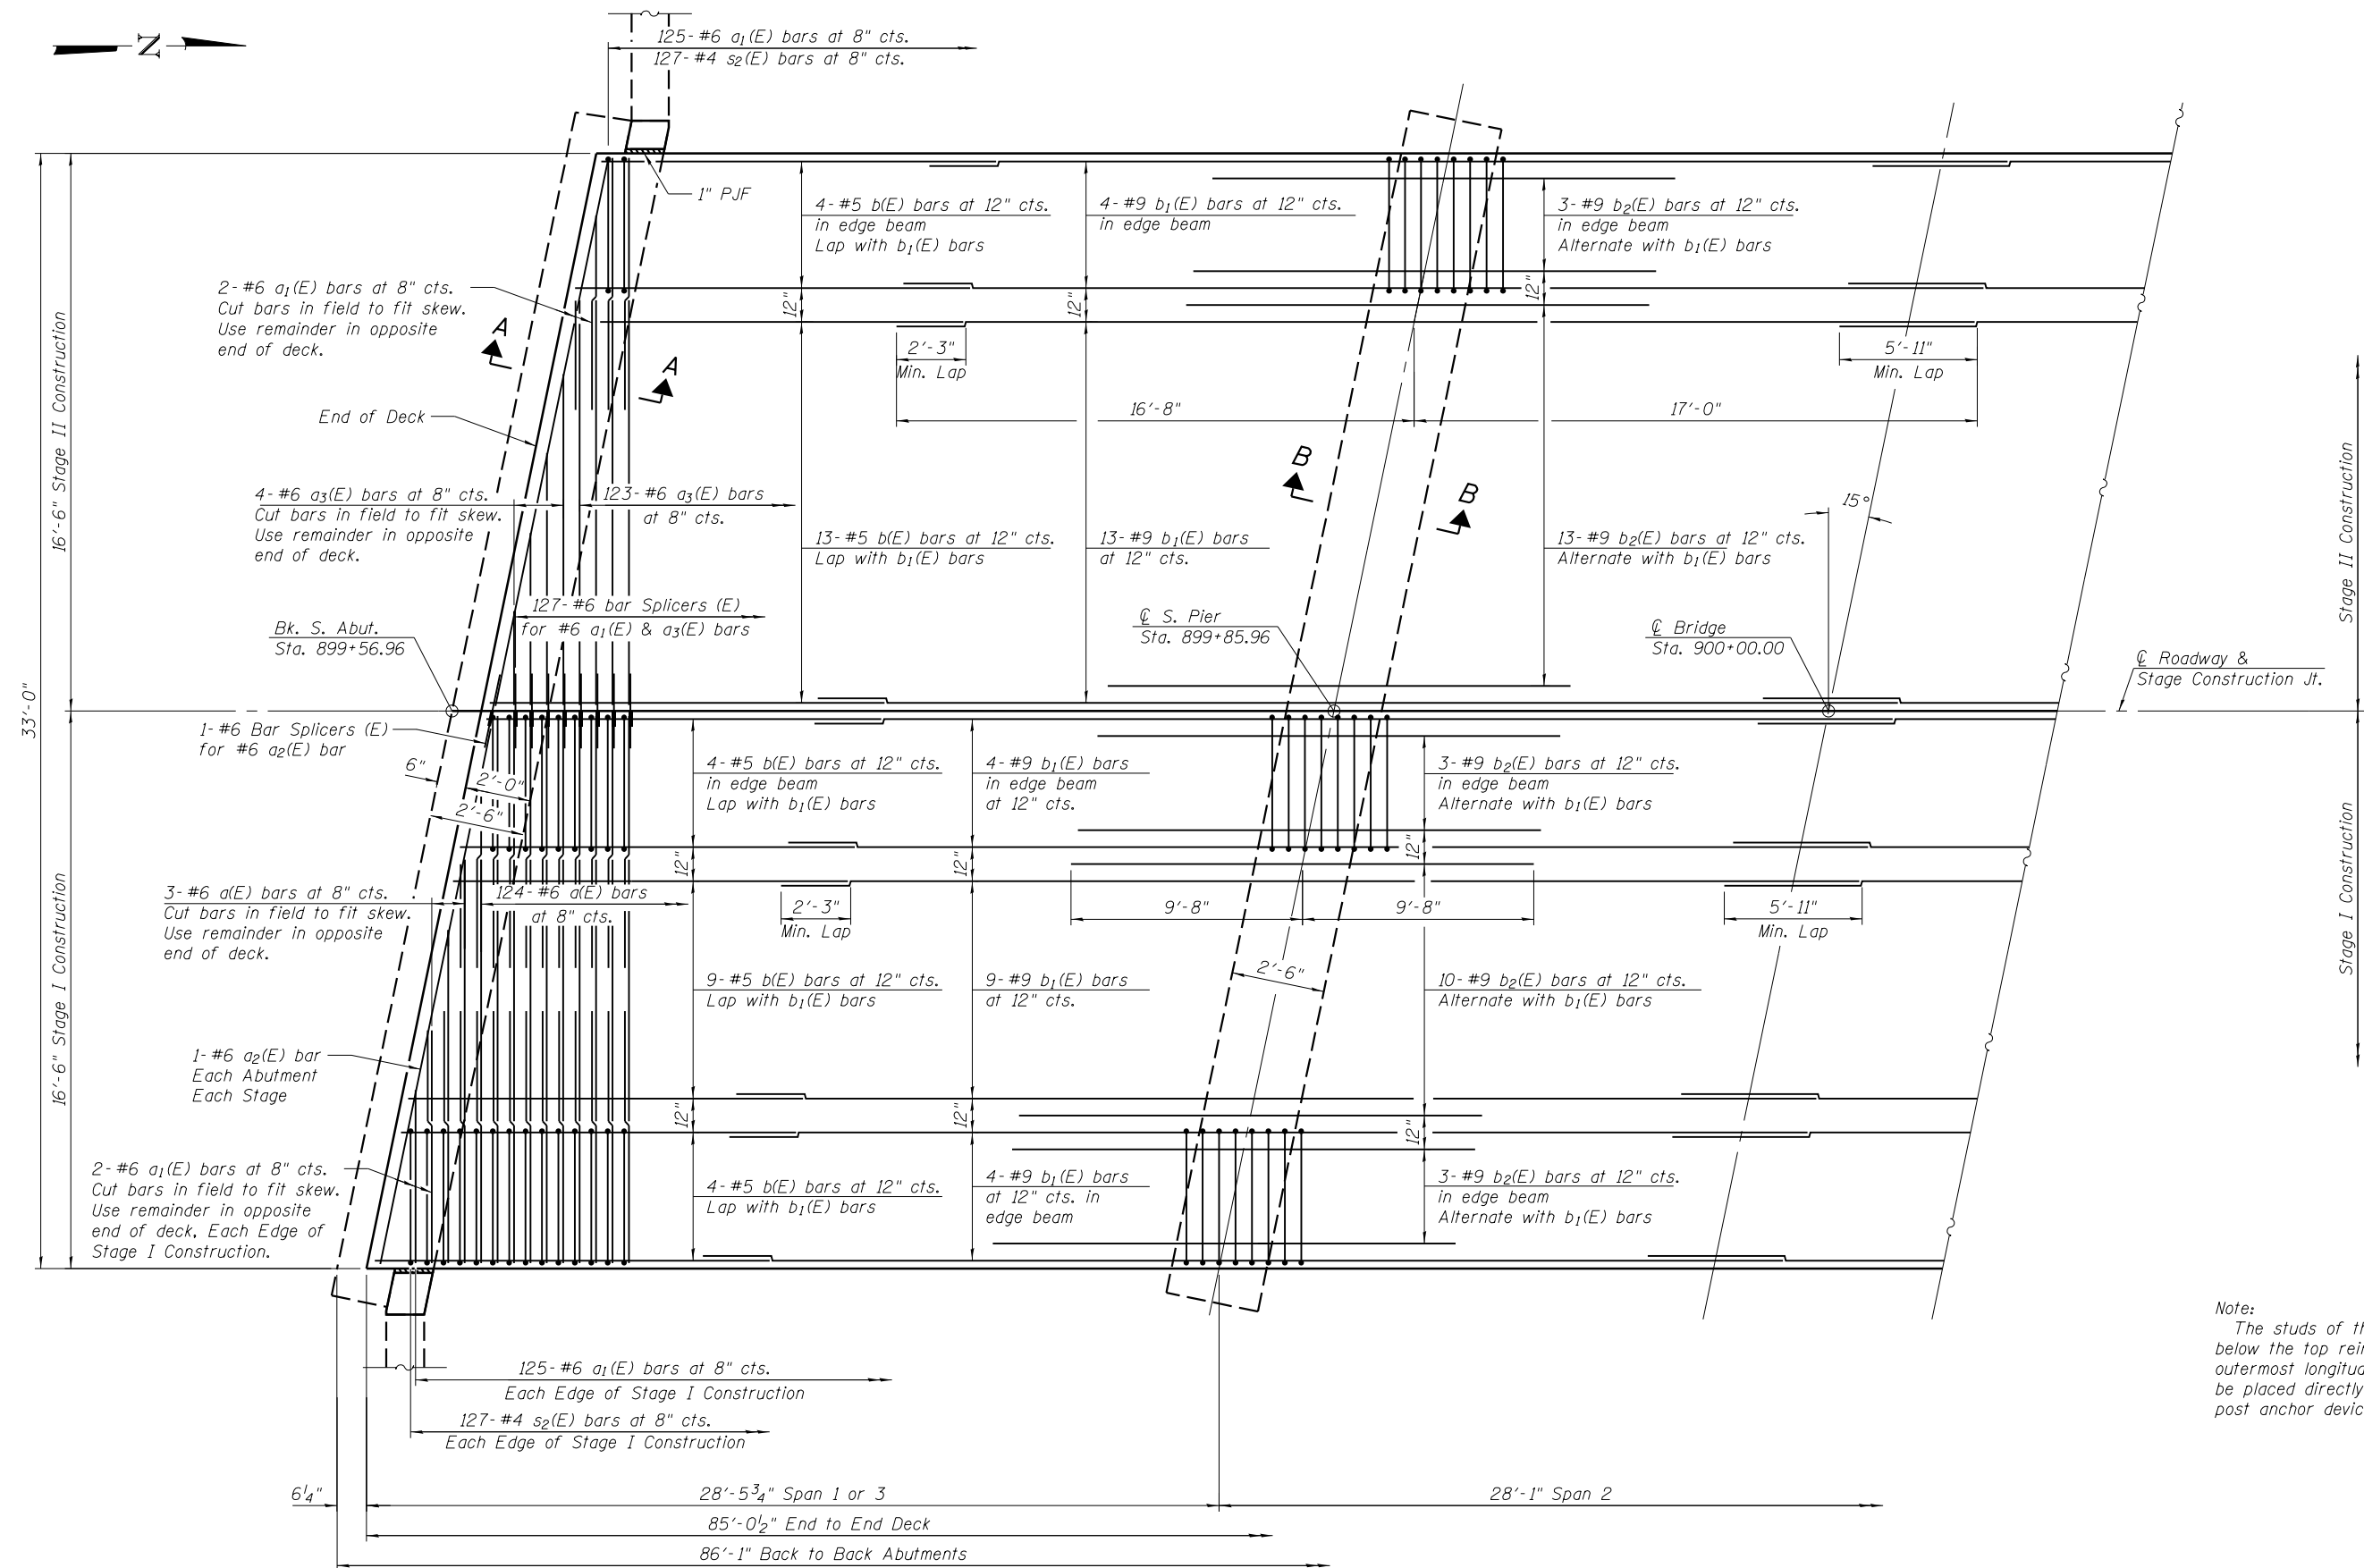 N
125-#6 a1(E) bars at 8" cts.
127-#4 s2(E) bars at 8" cts.
1" PJF
4-#5 b(E) bars at 12" cts.
in edge beam
Lap with b1(E) bars
4-#9 b1(E) bars at 12" cts.
in edge beam
3-#9 b2(E) bars at 12" cts.
in edge beam
Alternate with b1(E) bars
2-#6 a1(E) bars at 8" cts.
Cut bars in field to fit skew.
Use remainder in opposite
end of deck.
A
A
12"
12"
12"
2'-3"
Min. Lap
5'-11"
Min. Lap
16'-8"
17'-0"
End of Deck
16'-6" Stage II Construction
B
B
15°
4-#6 a3(E) bars at 8" cts.
Cut bars in field to fit skew.
Use remainder in opposite
end of deck.
123-#6 a3(E) bars
at 8" cts.
13-#5 b(E) bars at 12" cts.
Lap with b1(E) bars
13-#9 b1(E) bars
at 12" cts.
13-#9 b2(E) bars at 12" cts.
Alternate with b1(E) bars
Stage II Construction
127-#6 bar Splicers (E)
for #6 a1(E) & a3(E) bars
Bk. S. Abut.
Sta. 899+56.96
℄ S. Pier
Sta. 899+85.96
℄ Bridge
Sta. 900+00.00
℄ Roadway &
Stage Construction Jt.
33'-0"
1-#6 Bar Splicers (E)
for #6 a2(E) bar
6"
2'-0"
2'-6"
4-#5 b(E) bars at 12" cts.
in edge beam
Lap with b1(E) bars
4-#9 b1(E) bars
in edge beam
at 12" cts.
3-#9 b2(E) bars at 12" cts.
in edge beam
Alternate with b1(E) bars
12"
12"
12"
3-#6 a(E) bars at 8" cts.
Cut bars in field to fit skew.
Use remainder in opposite
end of deck.
124-#6 a(E) bars
at 8" cts.
2'-3"
Min. Lap
9'-8"
9'-8"
5'-11"
Min. Lap
Stage I Construction
16'-6" Stage I Construction
2'-6"
9-#5 b(E) bars at 12" cts.
Lap with b1(E) bars
9-#9 b1(E) bars
at 12" cts.
10-#9 b2(E) bars at 12" cts.
Alternate with b1(E) bars
1-#6 a2(E) bar
Each Abutment
Each Stage
12"
12"
12"
2-#6 a1(E) bars at 8" cts.
Cut bars in field to fit skew.
Use remainder in opposite
end of deck, Each Edge of
Stage I Construction.
4-#5 b(E) bars at 12" cts.
Lap with b1(E) bars
4-#9 b1(E) bars
at 12" cts. in
edge beam
3-#9 b2(E) bars at 12" cts.
in edge beam
Alternate with b1(E) bars
125-#6 a1(E) bars at 8" cts.
Each Edge of Stage I Construction
127-#4 s2(E) bars at 8" cts.
Each Edge of Stage I Construction
Note:
The studs of th
below the top rein
outermost longitud
be placed directly
post anchor devic
6 1/4"
28'-5 3/4" Span 1 or 3
28'-1" Span 2
85'-0 1/2" End to End Deck
86'-1" Back to Back Abutments